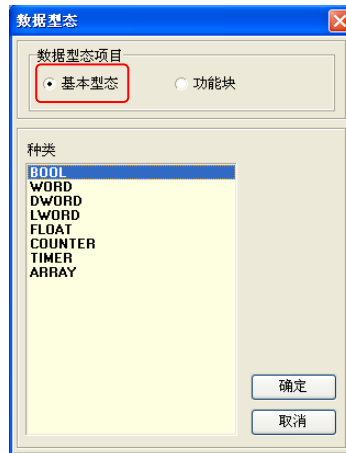 数据型态
数据型态项目
基本型态
功能块
种类
BOOL
WORD
DWORD
LWORD
FLOAT
COUNTER
TIMER
ARRAY
确定
取消